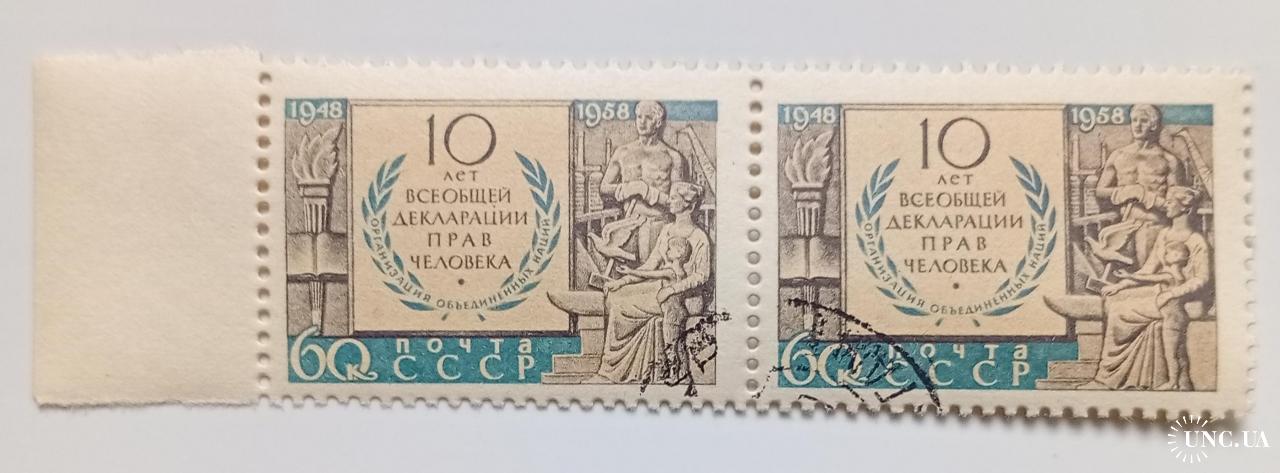 1948
1958
10
ЛЕТ
ВСЕОБЩЕЙ
ДЕКЛАРАЦИИ
ПРАВ
ЧЕЛОВЕКА
ОРГАНИЗАЦИЯ ОБЪЕДИНЕННЫХ НАЦИЙ
60К
ПОЧТА
СССР
1948
1958
10
ЛЕТ
ВСЕОБЩЕЙ
ДЕКЛАРАЦИИ
ПРАВ
ЧЕЛОВЕКА
ОРГАНИЗАЦИЯ ОБЪЕДИНЕННЫХ НАЦИЙ
60К
ПОЧТА
СССР
UNC.UA